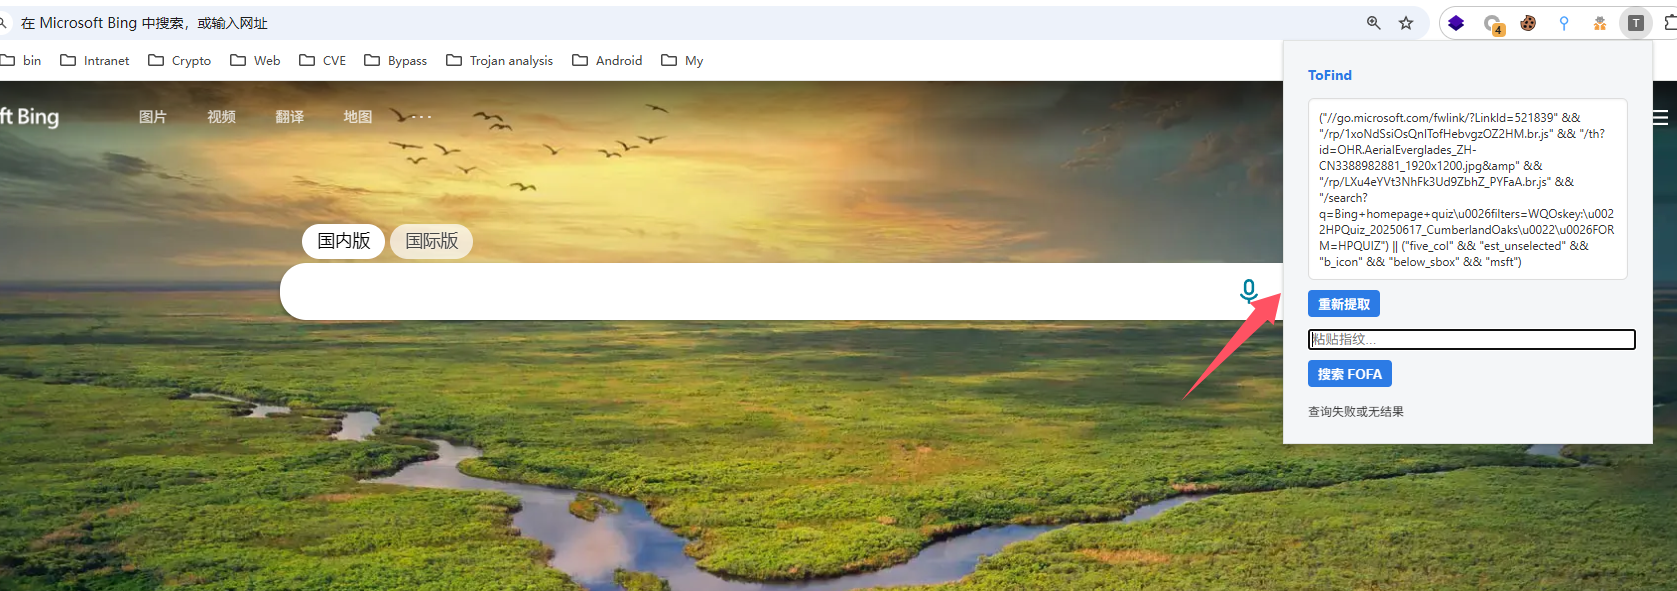 在 Microsoft Bing 中搜索，或输入网址
4
T
bin Intranet Crypto Web CVE Bypass Trojan analysis Android My
ft Bing 图片 视频 翻译 地图 ...
国内版 国际版
ToFind
("//go.microsoft.com/fwlink/?LinkId=521839" &&
"/rp/1xoNdSsiOsQnITofHebvgzOZ2HM.br.js" && "/th?
id=OHR.AerialEverglades_ZH-
CN3388982881_1920x1200.jpg&amp" &&
"/rp/LXu4eYVt3NhFk3Ud9ZbhZ_PYFaA.br.js" &&
"/search?
q=Bing+homepage+quiz\u0026filters=WQOskey:\u002
2HPQuiz_20250617_CumberlandOaks\u0022\u0026FOR
M=HPQUIZ") || ("five_col" && "est_unselected" &&
"b_icon" && "below_sbox" && "msft")
重新提取
粘贴指纹...
搜索 FOFA
查询失败或无结果